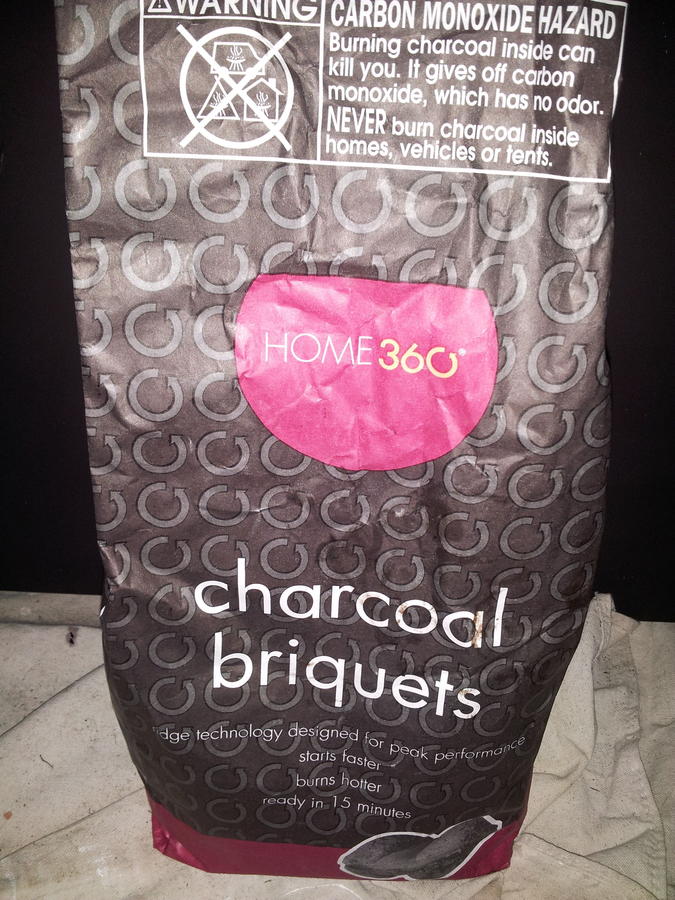 WARNING
CARBON MONOXIDE HAZARD
Burning charcoal inside can
kill you. It gives off carbon
monoxide, which has no odor.
NEVER burn charcoal inside
homes, vehicles or tents.
HOME 360®
charcoal
briquets
technology designed for peak performance
starts faster
burns hotter
ready in 15 minutes